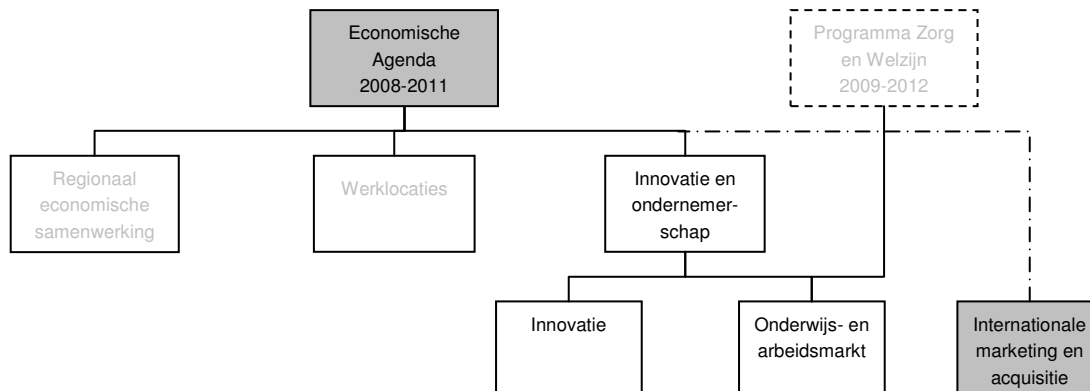 Economische
Agenda
2008-2011
Programma Zorg
en Welzijn
2009-2012
Regionaal
economische
samenwerking
Werklocaties
Innovatie en
ondernemer-
schap
Innovatie
Onderwijs- en
arbeidsmarkt
Internationale
marketing en
acquisitie